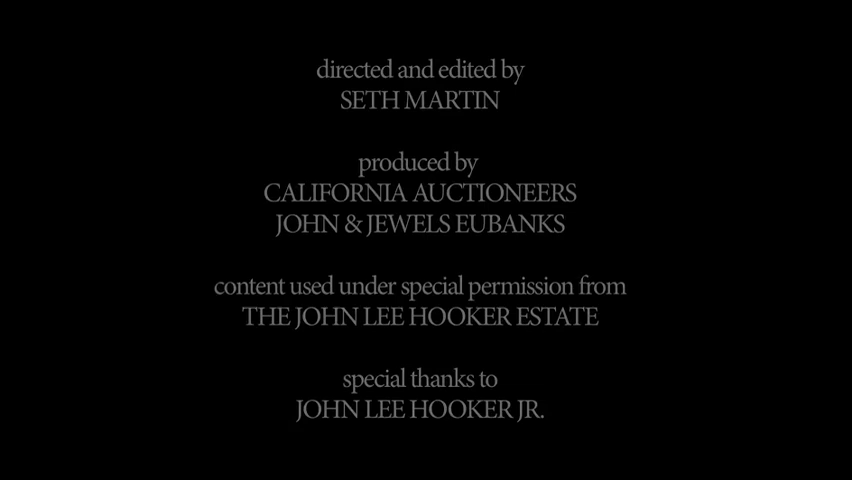 directed and edited by
SETH MARTIN
produced by
CALIFORNIA AUCTIONEERS
JOHN & JEWELS EUBANKS
content used under special permission from
THE JOHN LEE HOOKER ESTATE
special thanks to
JOHN LEE HOOKER JR.